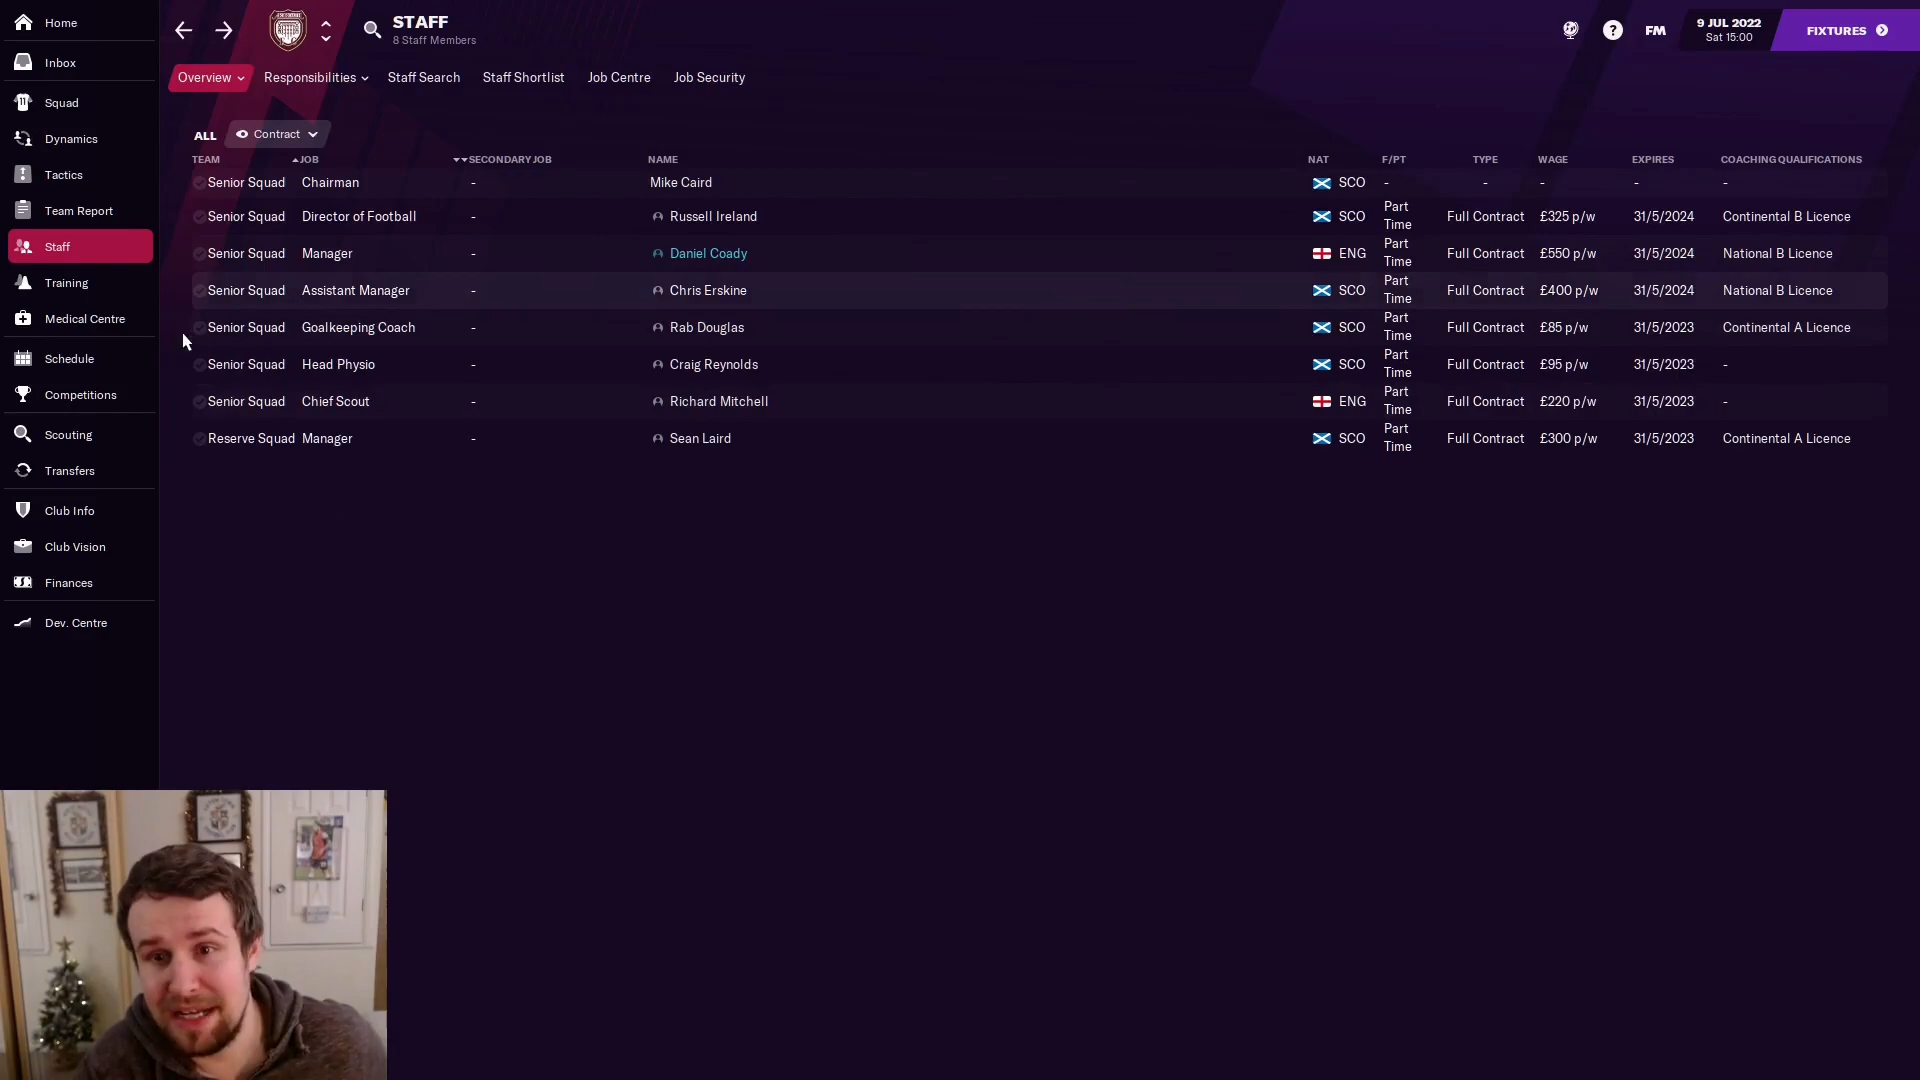 Home
Inbox
Squad
Dynamics
Tactics
Team Report
Staff
Training
Medical Centre
Schedule
Competitions
Scouting
Transfers
Club Info
Club Vision
Finances
Dev. Centre
STAFF
8 Staff Members
FM
9 JUL 2022
Sat 15:00
FIXTURES
Overview Responsibilities Staff Search Staff Shortlist Job Centre Job Security
ALL Contract
TEAM JOB SECONDARY JOB NAME NAT F/PT TYPE WAGE EXPIRES COACHING QUALIFICATIONS
Senior Squad Chairman - Mike Caird SCO - - - - -
Senior Squad Director of Football - Russell Ireland SCO Part Time Full Contract £325 p/w 31/5/2024 Continental B Licence
Senior Squad Manager - Daniel Coady ENG Part Time Full Contract £550 p/w 31/5/2024 National B Licence
Senior Squad Assistant Manager - Chris Erskine SCO Part Time Full Contract £400 p/w 31/5/2024 National B Licence
Senior Squad Goalkeeping Coach - Rab Douglas SCO Part Time Full Contract £85 p/w 31/5/2023 Continental A Licence
Senior Squad Head Physio - Craig Reynolds SCO Part Time Full Contract £95 p/w 31/5/2023 -
Senior Squad Chief Scout - Richard Mitchell ENG Part Time Full Contract £220 p/w 31/5/2023 -
Reserve Squad Manager - Sean Laird SCO Part Time Full Contract £300 p/w 31/5/2023 Continental A Licence